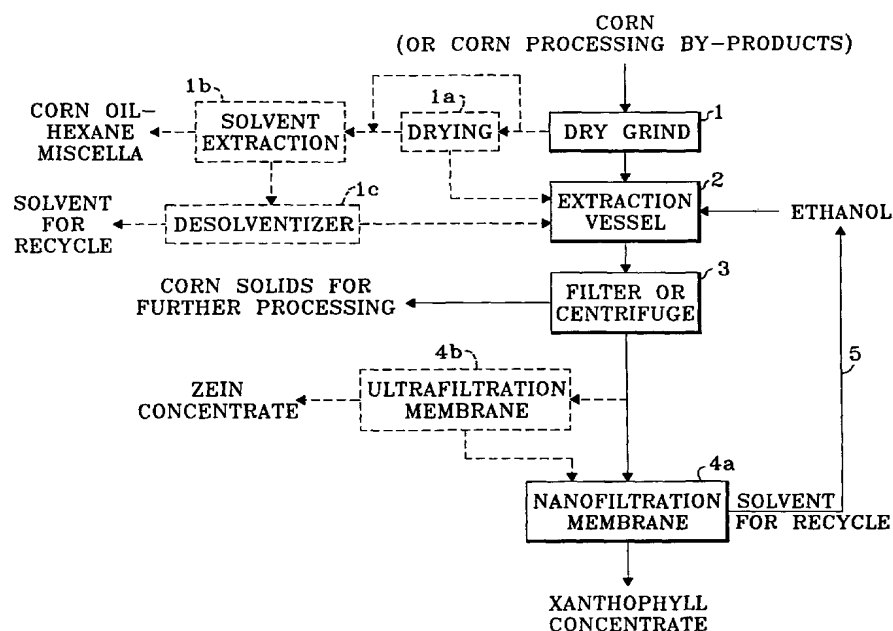 CORN
(OR CORN PROCESSING BY-PRODUCTS)
1b
1a
1
CORN OIL-
HEXANE
MISCELLA
SOLVENT
EXTRACTION
DRYING
DRY GRIND
1c
2
SOLVENT
FOR
RECYCLE
DESOLVENTIZER
EXTRACTION
VESSEL
ETHANOL
3
CORN SOLIDS FOR
FURTHER PROCESSING
FILTER OR
CENTRIFUGE
4b
5
ZEIN
CONCENTRATE
ULTRAFILTRATION
MEMBRANE
4a
NANOFILTRATION
MEMBRANE
SOLVENT
FOR RECYCLE
XANTHOPHYLL
CONCENTRATE